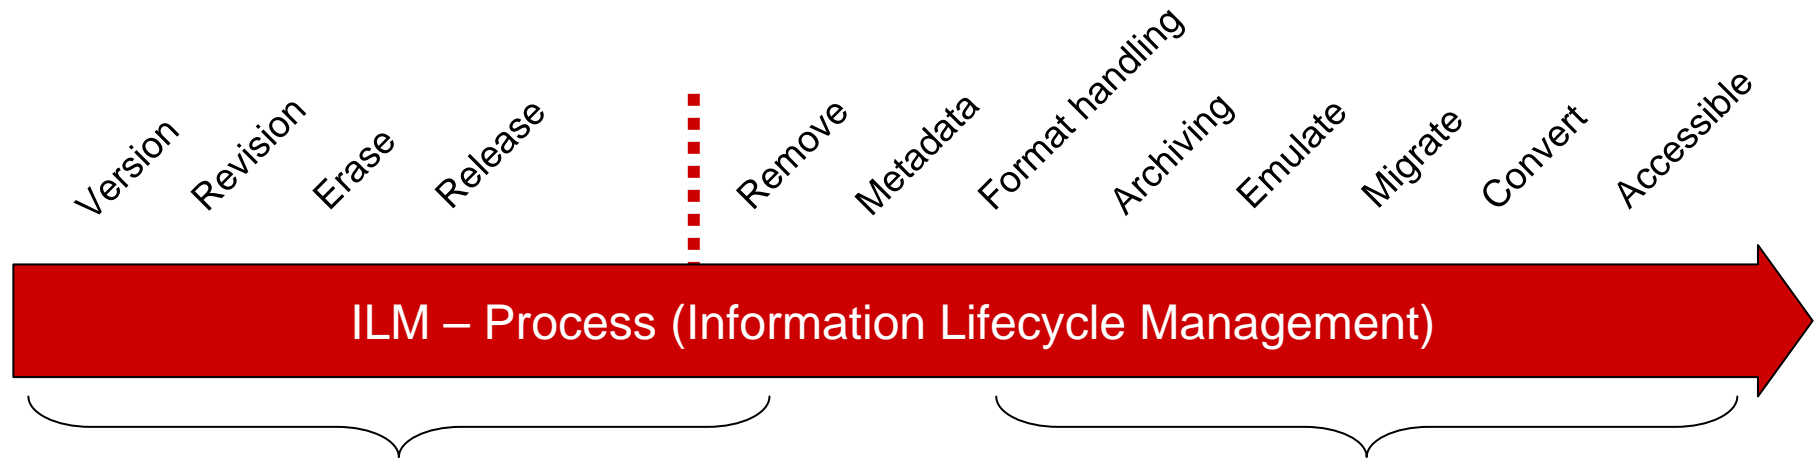 Version
Revision
Erase
Release
Remove
Metadata
Format handling
Archiving
Emulate
Migrate
Convert
Accessible
ILM – Process (Information Lifecycle Management)